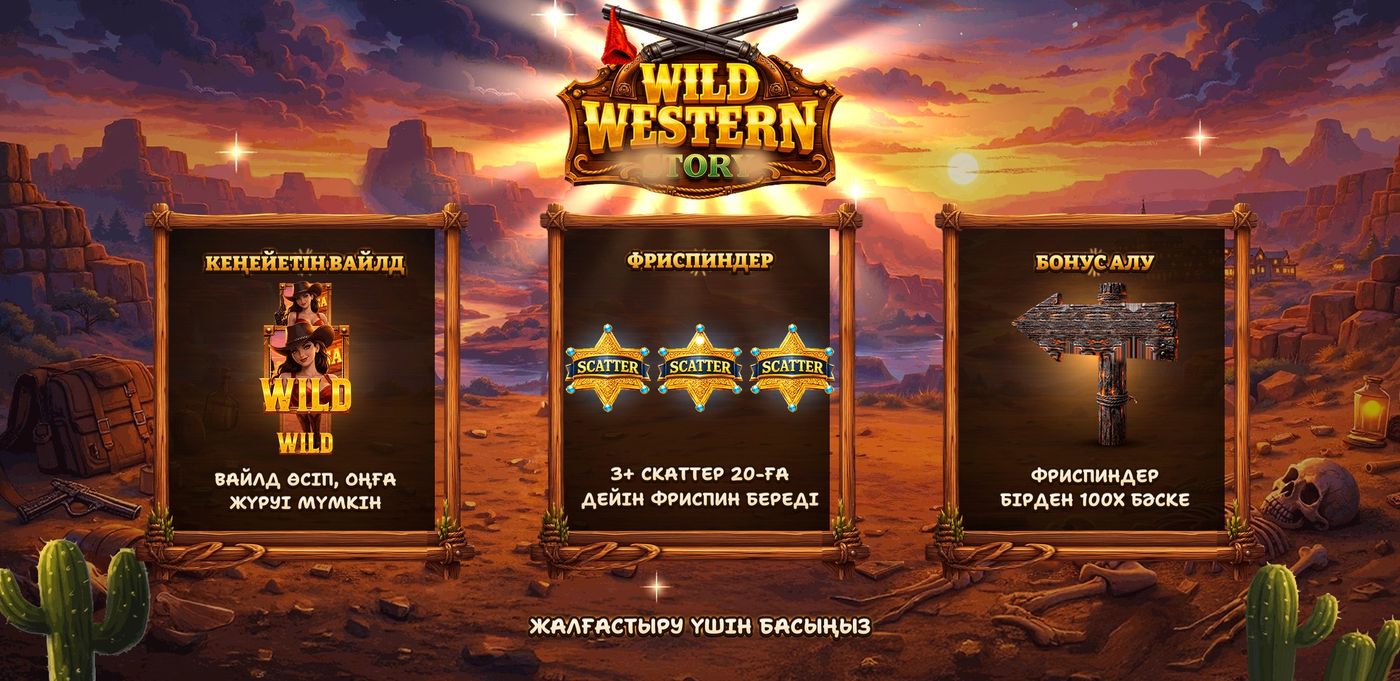 WILD
WESTERN
STORY
КЕҢЕЙЕТІН ВАЙЛД
WILD
WILD
ВАЙЛД ӨСІП, ОҢҒА
ЖҮРУІ МҮМКІН
ФРИСПИНДЕР
SCATTER SCATTER SCATTER
3+ СКАТТЕР 20-ҒА
ДЕЙІН ФРИСПИН БЕРЕДІ
БОНУС АЛУ
ФРИСПИНДЕР
БІРДЕН 100X БӘСКЕ
ЖАЛҒАСТЫРУ ҮШІН БАСЫҢЫЗ